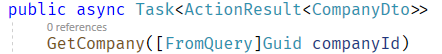 public async Task<ActionResult<CompanyDto>>
0 references
GetCompany([FromQuery]Guid companyId)